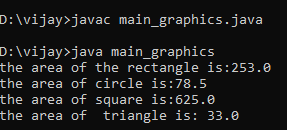 D:\vijay>javac main_graphics.java
D:\vijay>java main_graphics
the area of the rectangle is:253.0
the area of circle is:78.5
the area of square is:625.0
the area of  triangle is: 33.0